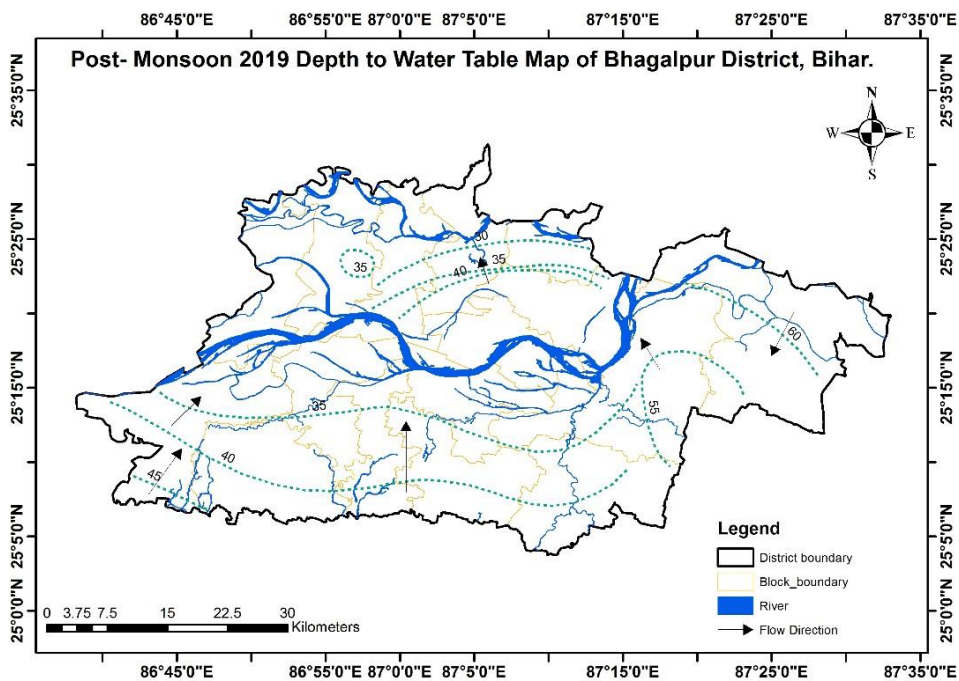 86°45'0"E 86°55'0"E 87°0'0"E 87°5'0"E 87°15'0"E 87°25'0"E 87°35'0"E
Post- Monsoon 2019 Depth to Water Table Map of Bhagalpur District, Bihar.
25°35'0"N 25°35'0"N
N
W E
S
25°25'0"N 25°25'0"N
30
35
35
40
60
25°15'0"N 25°15'0"N
35
55
40
45
25°5'0"N 25°5'0"N
Legend
District boundary
Block_boundary
River
Flow Direction
25°0'0"N 25°0'0"N
0 3.75 7.5 15 22.5 30
Kilometers
86°45'0"E 86°55'0"E 87°0'0"E 87°5'0"E 87°15'0"E 87°25'0"E 87°35'0"E